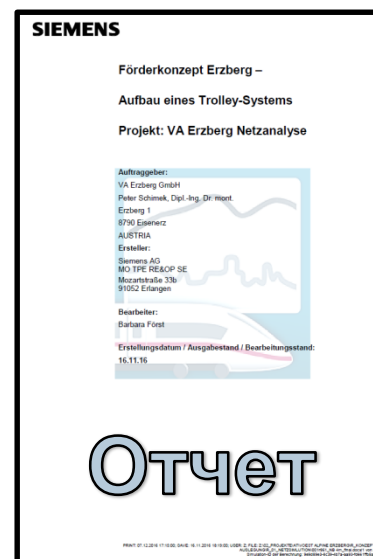 SIEMENS
Förderkonzept Erzberg –
Aufbau eines Trolley-Systems
Projekt: VA Erzberg Netzanalyse
Auftraggeber:
VA Erzberg GmbH
Peter Schimek, Dipl.-Ing. Dr. mont.
Erzberg 1
8790 Eisenerz
AUSTRIA
Ersteller:
Siemens AG
MO TPE RE&OP SE
Mozartstraße 33b
91052 Erlangen
Bearbeiter:
Barbara Först
Erstellungsdatum / Ausgabestand / Bearbeitungsstand:
16.11.16
Отчет